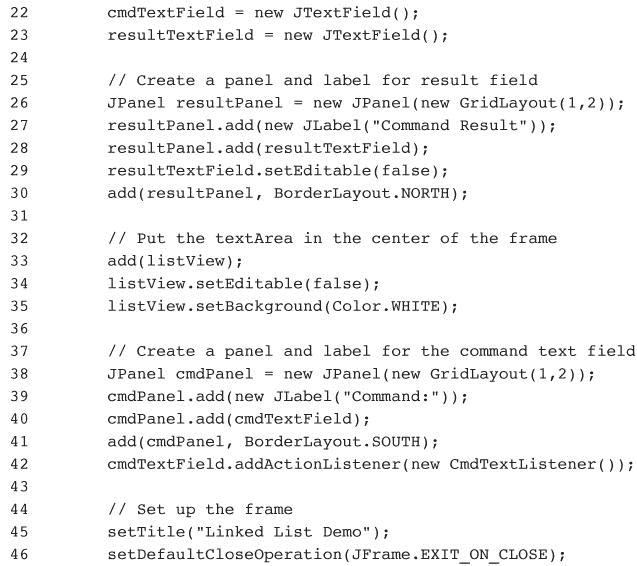 22 cmdTextField = new JTextField();
23 resultTextField = new JTextField();
24
25 // Create a panel and label for result field
26 JPanel resultPanel = new JPanel(new GridLayout(1,2));
27 resultPanel.add(new JLabel("Command Result"));
28 resultPanel.add(resultTextField);
29 resultTextField.setEditable(false);
30 add(resultPanel, BorderLayout.NORTH);
31
32 // Put the textArea in the center of the frame
33 add(listView);
34 listView.setEditable(false);
35 listView.setBackground(Color.WHITE);
36
37 // Create a panel and label for the command text field
38 JPanel cmdPanel = new JPanel(new GridLayout(1,2));
39 cmdPanel.add(new JLabel("Command:"));
40 cmdPanel.add(cmdTextField);
41 add(cmdPanel, BorderLayout.SOUTH);
42 cmdTextField.addActionListener(new CmdTextListener());
43
44 // Set up the frame
45 setTitle("Linked List Demo");
46 setDefaultCloseOperation(JFrame.EXIT_ON_CLOSE);